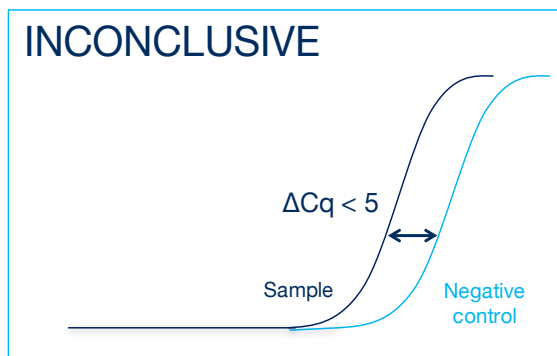 INCONCLUSIVE
ΔCq < 5
Sample
Negative
control